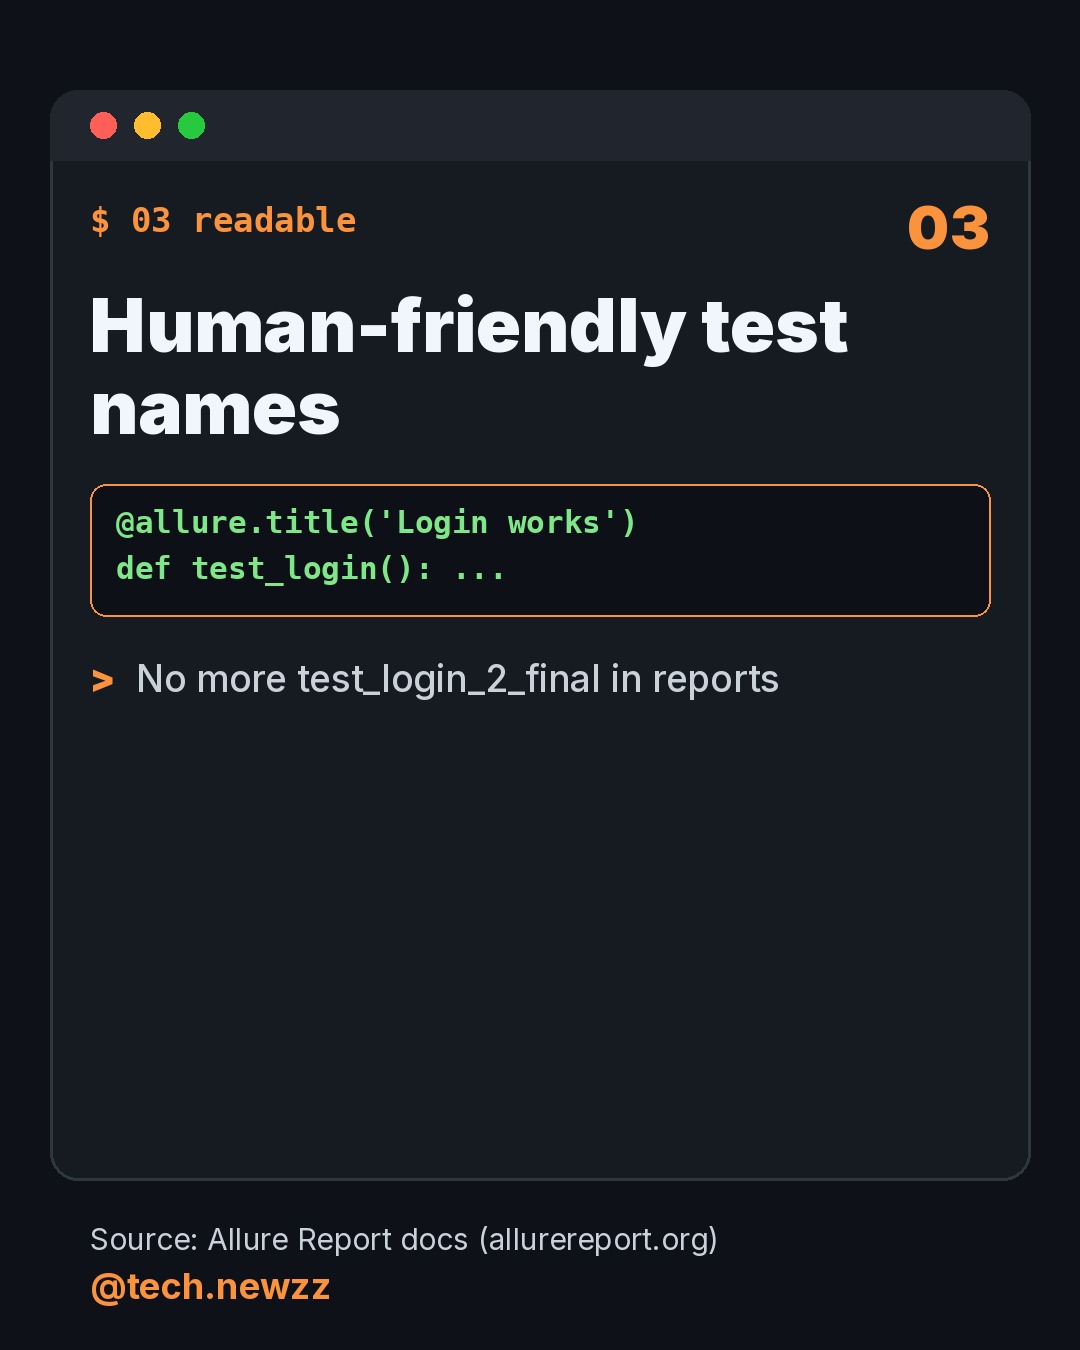 $ 03 readable
03
Human-friendly test
names
@allure.title('Login works')
def test_login(): ...
> No more test_login_2_final in reports
Source: Allure Report docs (allurereport.org)
@tech.newzz